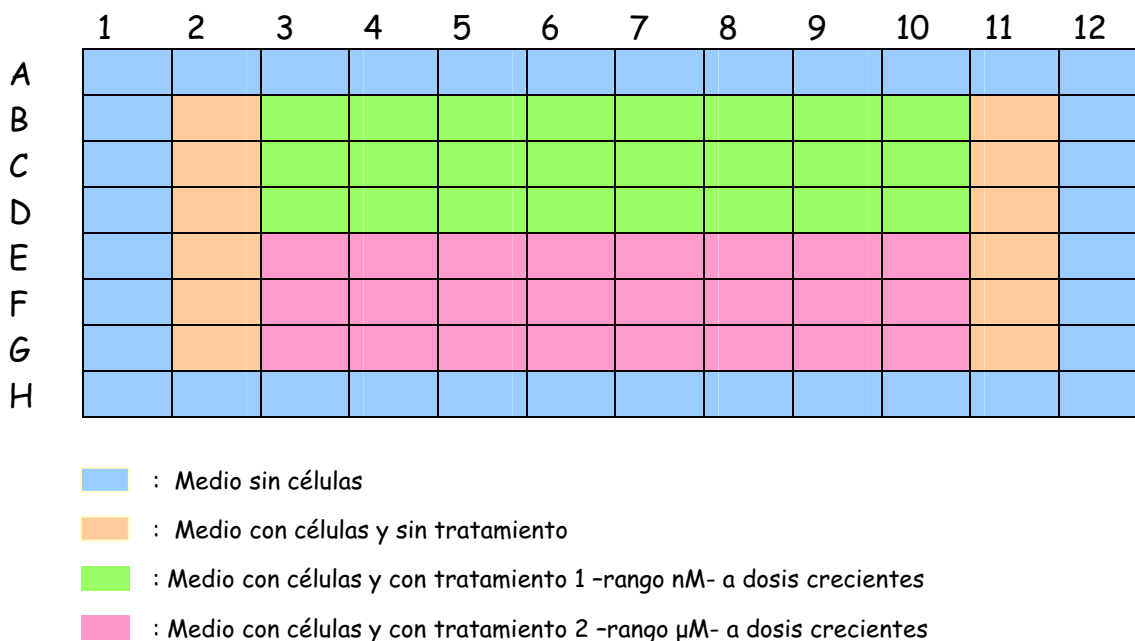 1 2 3 4 5 6 7 8 9 10 11 12
A
B
C
D
E
F
G
H
: Medio sin células
: Medio con células y sin tratamiento
: Medio con células y con tratamiento 1 –rango nM- a dosis crecientes
: Medio con células y con tratamiento 2 –rango μM- a dosis crecientes